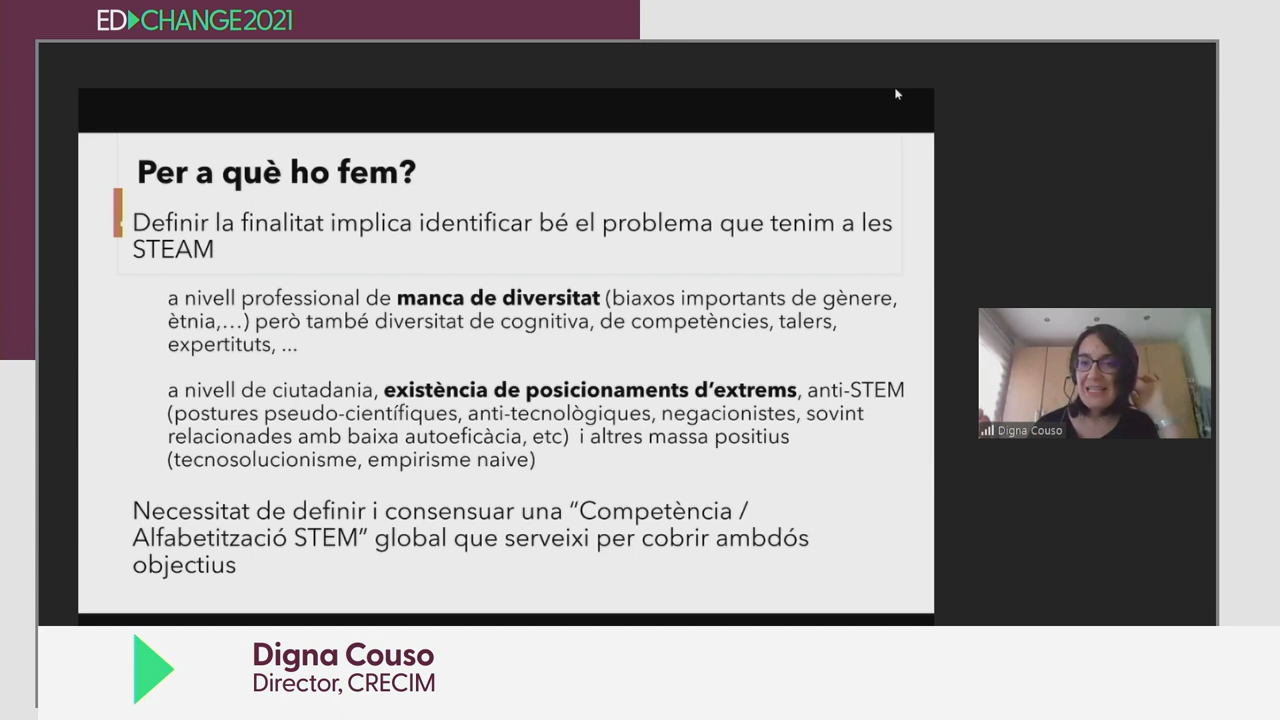 ED CHANGE2021
Per a què ho fem?
Definir la finalitat implica identificar bé el problema que tenim a les
STEAM
a nivell professional de manca de diversitat (biaxos importants de gènere,
ètnia,...) però també diversitat de cognitiva, de competències, talers,
expertituts, ...
a nivell de ciutadania, existència de posicionaments d'extrems, anti-STEM
(postures pseudo-científiques, anti-tecnològiques, negacionistes, sovint
relacionades amb baixa autoeficàcia, etc)  i altres massa positius
(tecnosolucionisme, empirisme naive)
Necessitat de definir i consensuar una "Competència /
Alfabetització STEM" global que serveixi per cobrir ambdós
objectius
Digna Couso
Digna Couso
Director, CRECIM